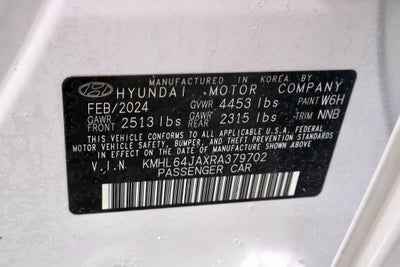 MANUFACTURED IN KOREA BY
HYUNDAI MOTOR COMPANY
FEB/2024 GVWR 4453 lbs PAINT W6H
GAWR FRONT 2513 lbs GAWR REAR 2315 lbs TRIM NNB
THIS VEHICLE CONFORMS TO ALL APPLICABLE U.S.A. FEDERAL
MOTOR VEHICLE SAFETY, BUMPER, AND THEFT PREVENTION STANDARDS
IN EFFECT ON THE DATE OF MANUFACTURE SHOWN ABOVE.
V.I.N. KMHL64JAXRA379702
PASSENGER CAR